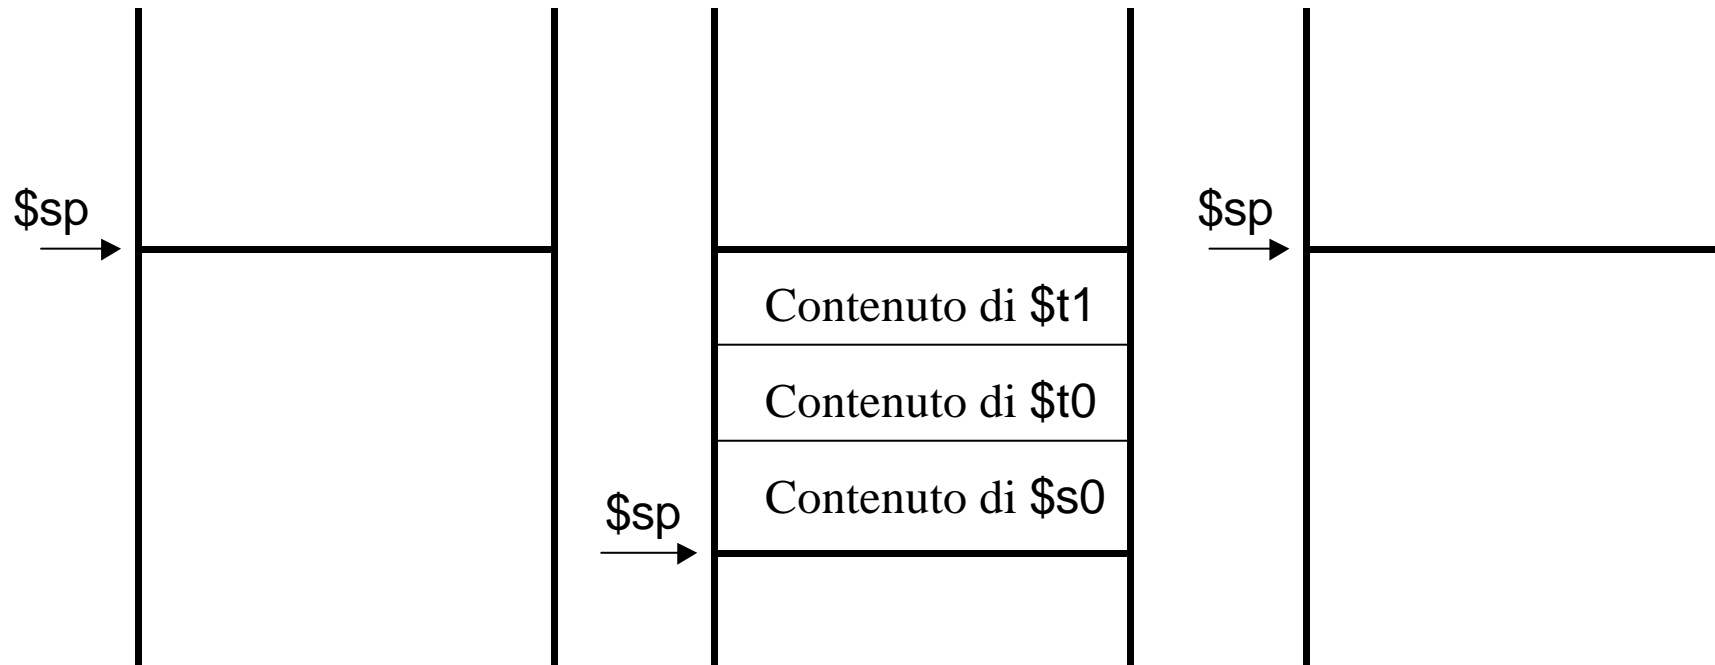 $sp
$sp
Contenuto di $t1
Contenuto di $t0
Contenuto di $s0
$sp